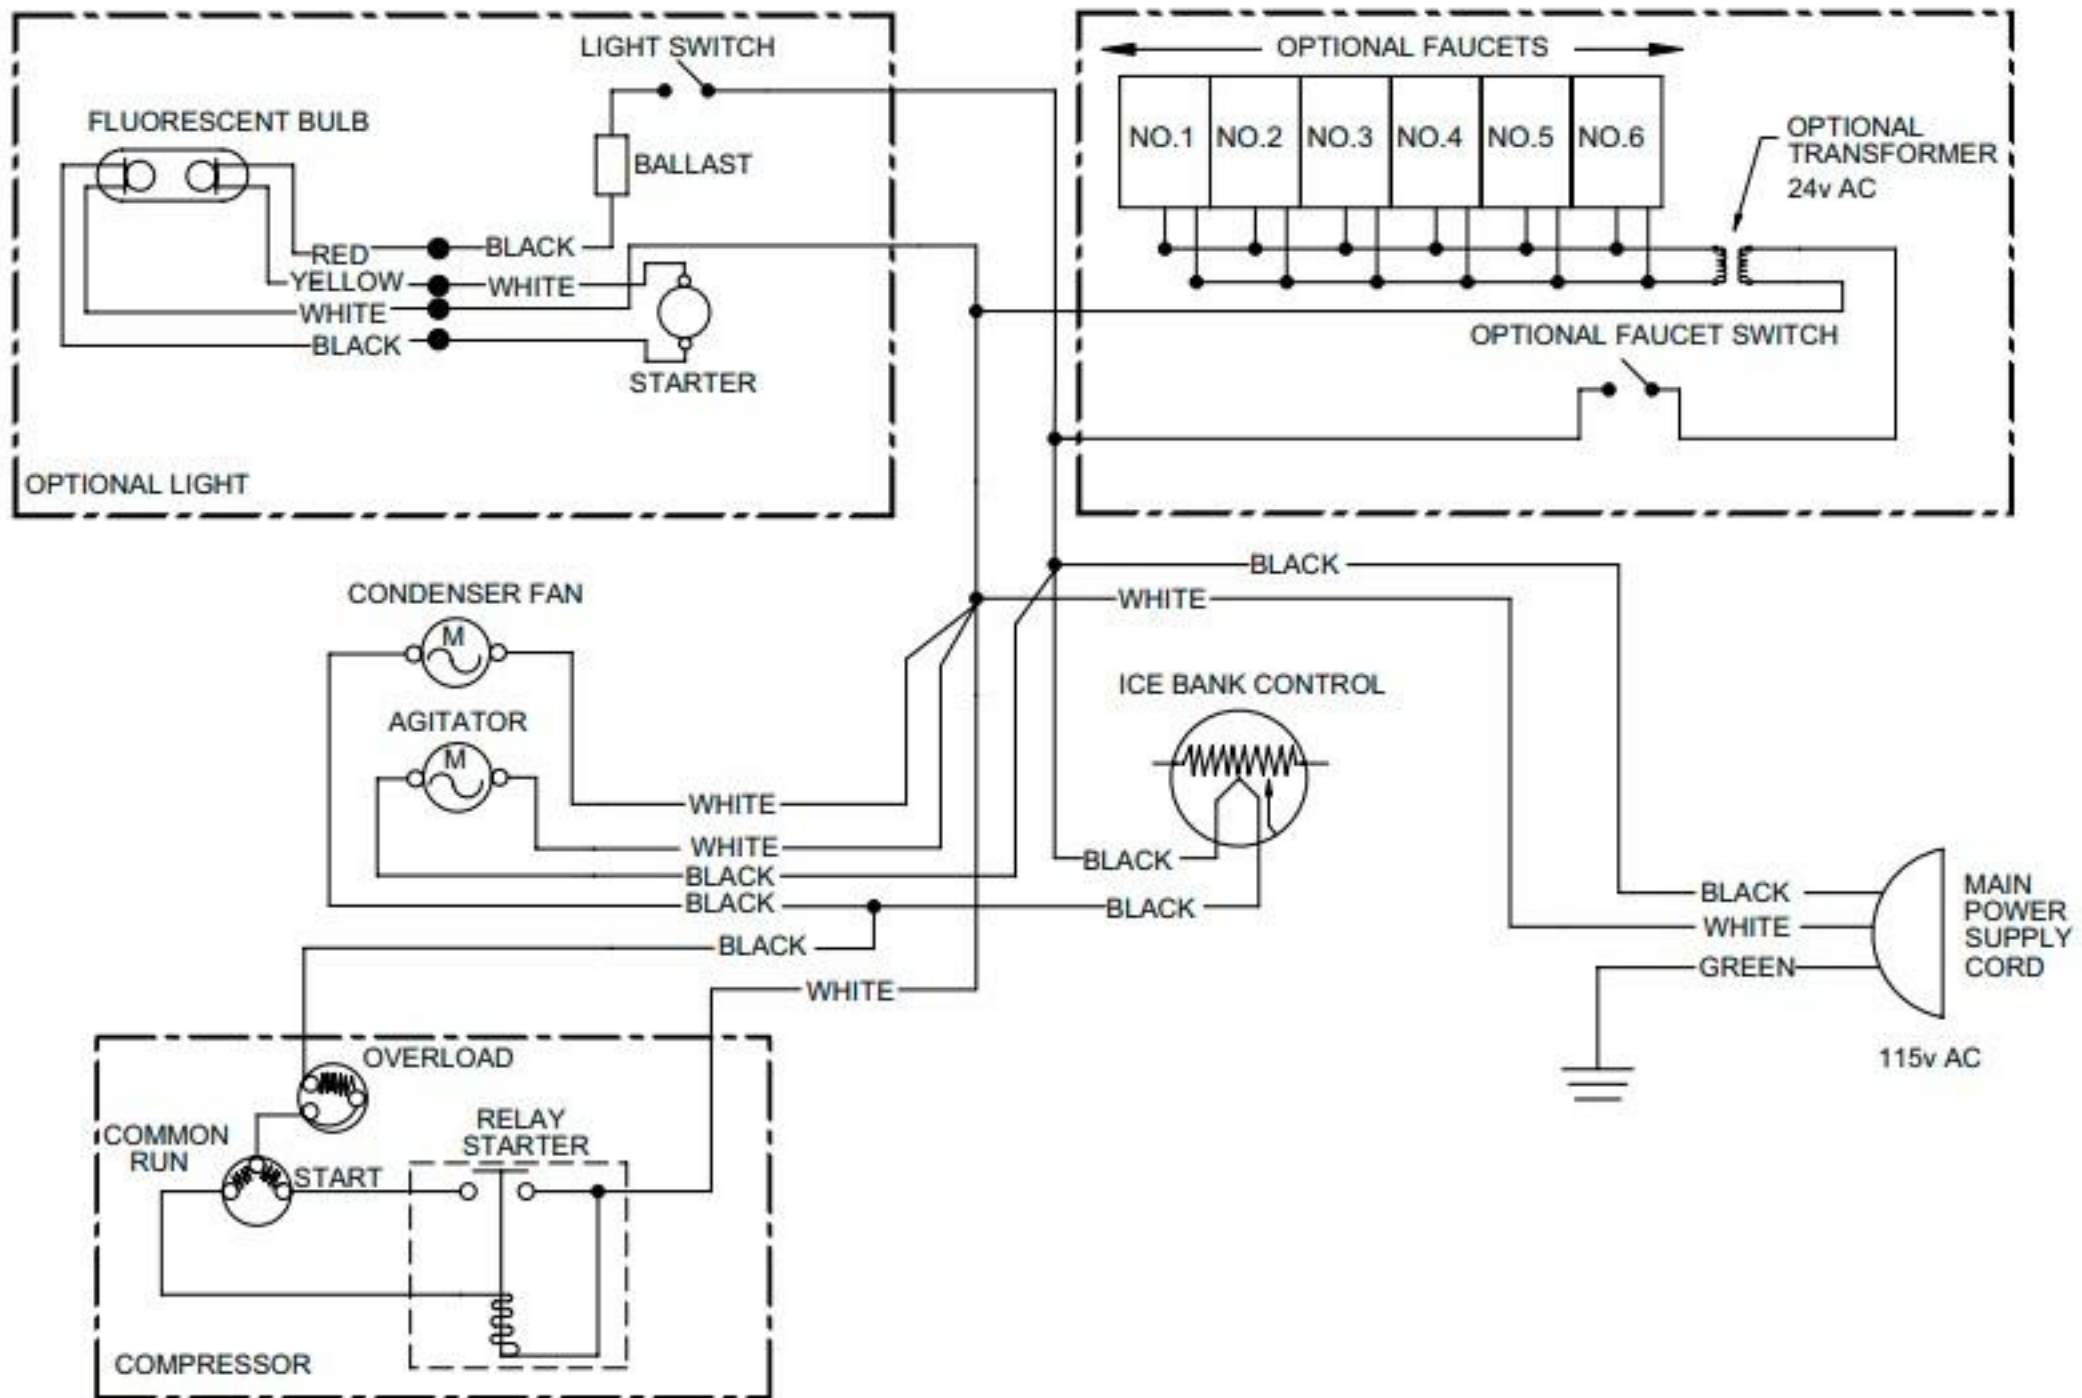 LIGHT SWITCH
FLUORESCENT BULB
BALLAST
RED
BLACK
YELLOW
WHITE
WHITE
BLACK
STARTER
OPTIONAL LIGHT
OPTIONAL FAUCETS
NO.1
NO.2
NO.3
NO.4
NO.5
NO.6
OPTIONAL
TRANSFORMER
24v AC
OPTIONAL FAUCET SWITCH
BLACK
WHITE
CONDENSER FAN
M
AGITATOR
M
ICE BANK CONTROL
WHITE
WHITE
BLACK
BLACK
BLACK
BLACK
BLACK
WHITE
BLACK
WHITE
GREEN
MAIN
POWER
SUPPLY
CORD
115v AC
OVERLOAD
COMMON
RUN
START
RELAY
STARTER
COMPRESSOR